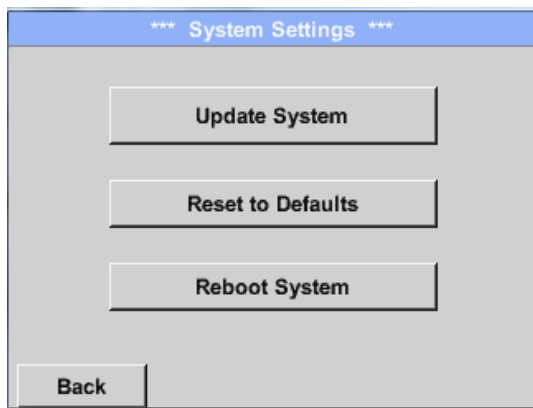 *** System Settings ***
Update System
Reset to Defaults
Reboot System
Back